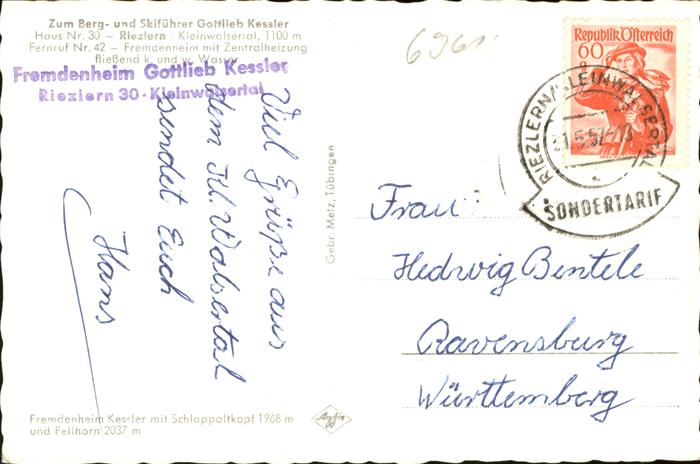 Zum Berg- und Skiführer Gottlieb Kessler
Haus Nr. 30 - Riezlern / Kleinwalsertal, 1100 m
Fernruf Nr. 42 - Fremdenheim mit Zentralheizung
fließend k. und w. Wasser
Fremdenheim Gottlieb Kessler
Riezlern 30 - Kleinwalsertal
Viel Grüße aus
dem Kl. Walsertal
sendet Euch
Hans
Gebr. Metz, Tübingen
6961
Republik Österreich
60
RIEZLERN/KLEINWALSERTAL
SONDERTARIF
Frau
Hedwig Bentele
Ravensburg
Württemberg
Fremdenheim Kessler mit Schlappoltkopf 1968 m
und Fellhorn 2037 m
Agfa